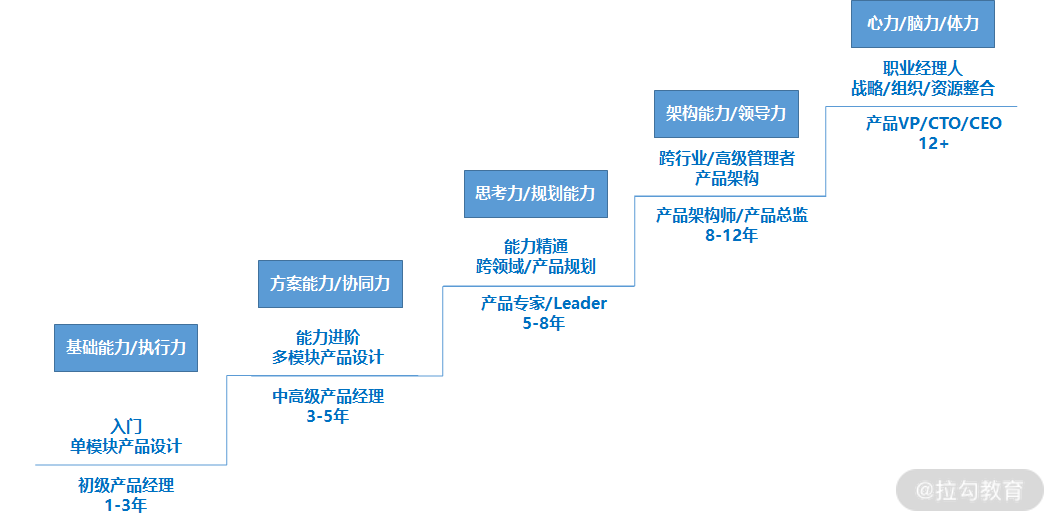 心力/脑力/体力
职业经理人
战略/组织/资源整合
产品VP/CTO/CEO
12+
架构能力/领导力
跨行业/高级管理者
产品架构
产品架构师/产品总监
8-12年
思考力/规划能力
能力精通
跨领域/产品规划
产品专家/Leader
5-8年
方案能力/协同力
能力进阶
多模块产品设计
中高级产品经理
3-5年
基础能力/执行力
入门
单模块产品设计
初级产品经理
1-3年
@拉勾教育